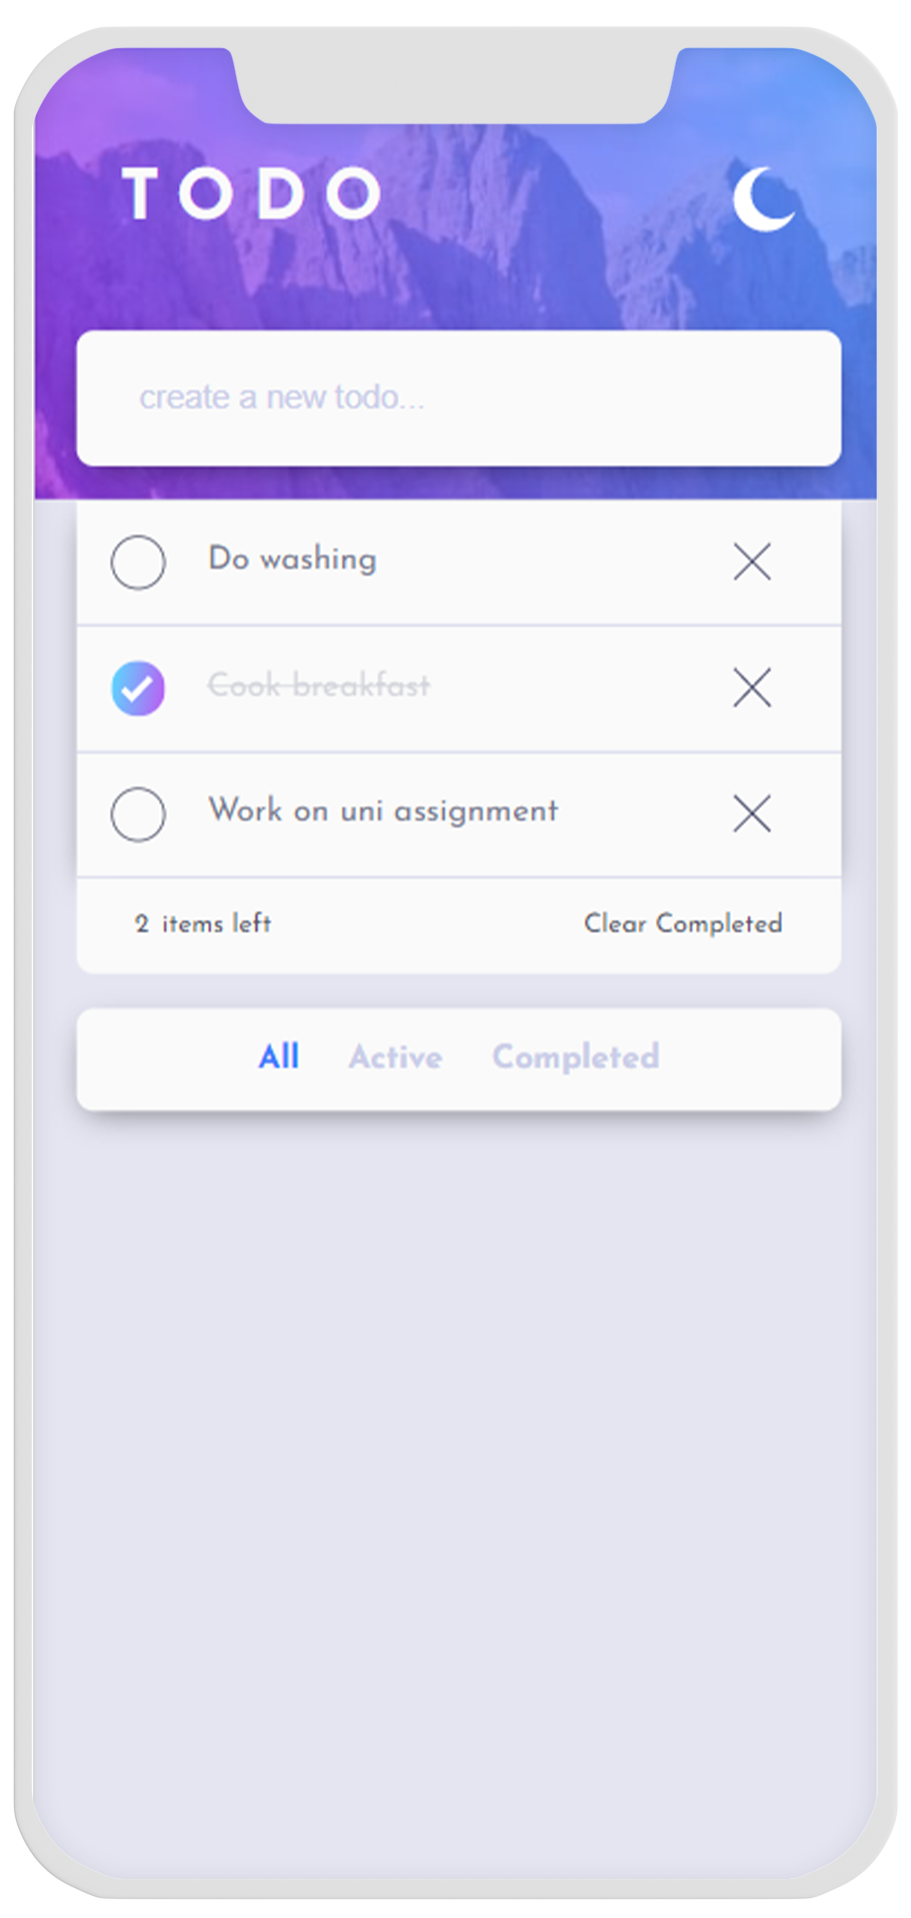 TODO
create a new todo...
Do washing
Cook breakfast
Work on uni assignment
2 items left Clear Completed
All Active Completed